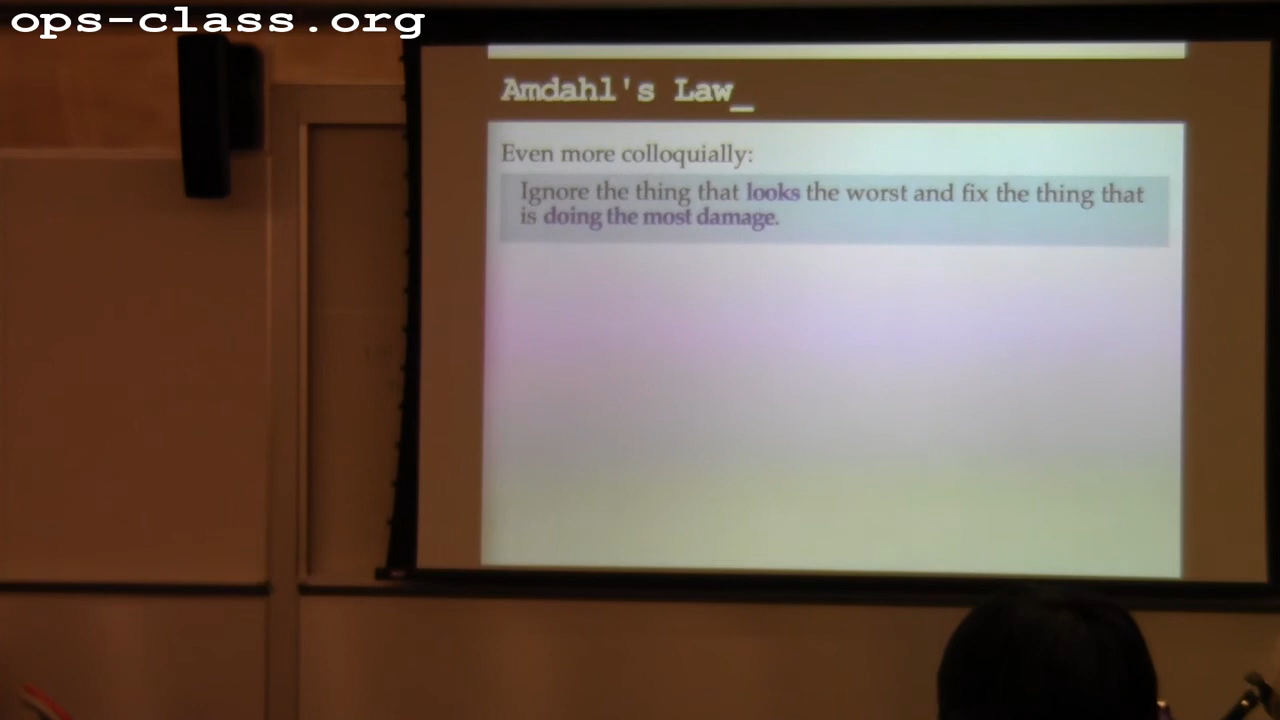 ops-class.org
Amdahl's Law_
Even more colloquially:
Ignore the thing that looks the worst and fix the thing that
is doing the most damage.